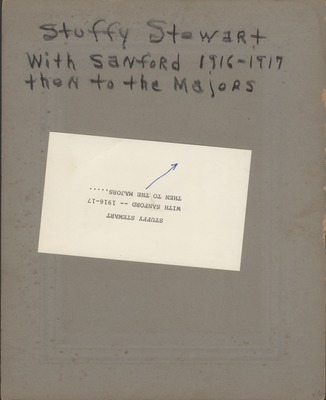 Stuffy Stewart
With Sanford 1916-1917
then to the Majors
STUFFY STEWART
WITH SANFORD -- 1916-17
THEN TO THE MAJORS.....